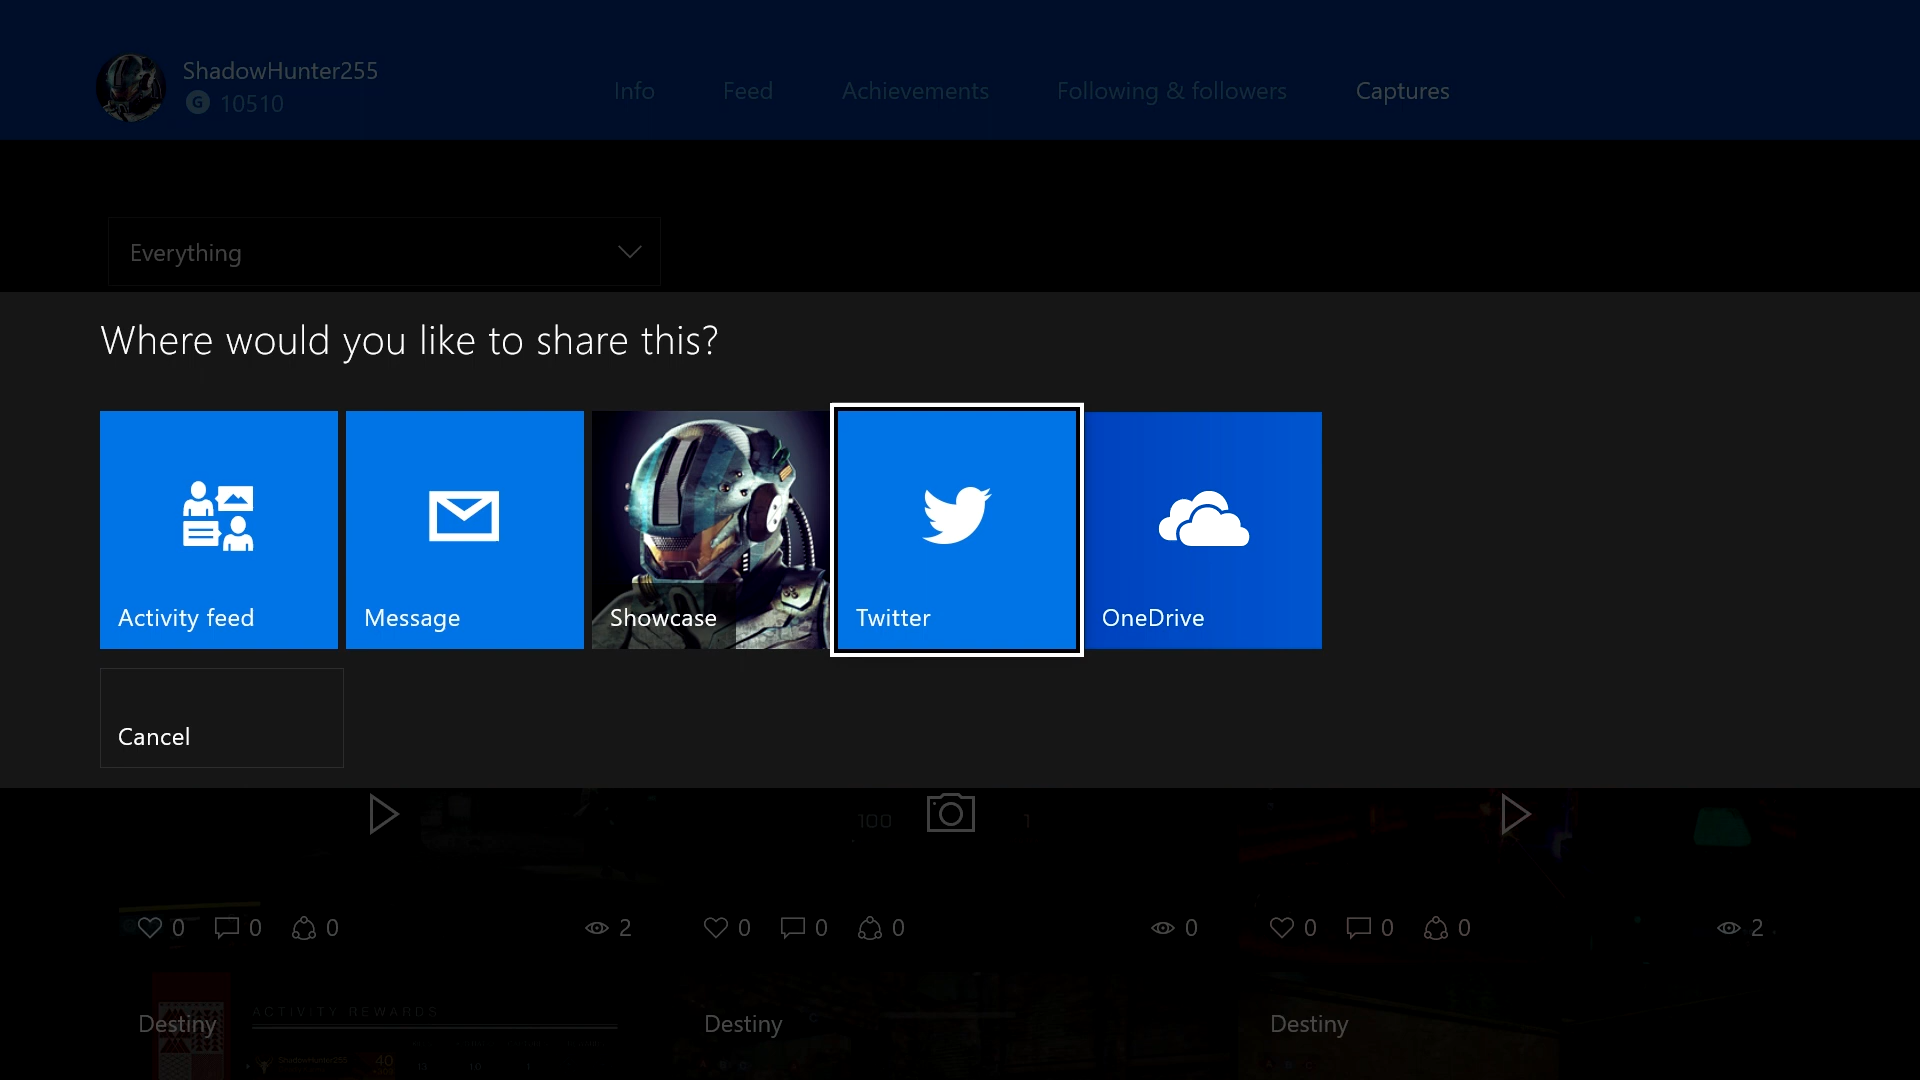 ShadowHunter255
G 10510
Info Feed Achievements Following & followers Captures
Everything
Where would you like to share this?
Activity feed Message Showcase Twitter OneDrive
Cancel
100 1
0 0 0 2 0 0 0 0 0 0 0 2
ACTIVITY REWARDS
Destiny Destiny Destiny
ShadowHunter255 40